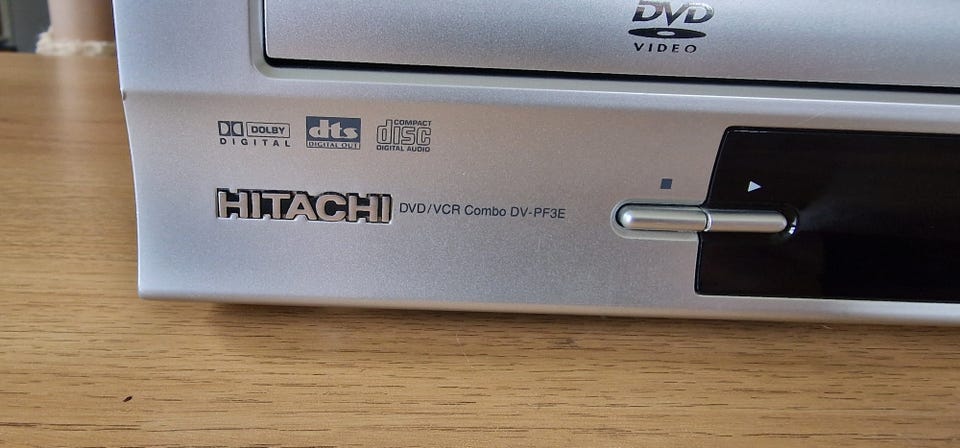 DVD
VIDEO
DOLBY
DIGITAL
dts
DIGITAL OUT
COMPACT
disc
DIGITAL AUDIO
HITACHI DVD/VCR Combo DV-PF3E